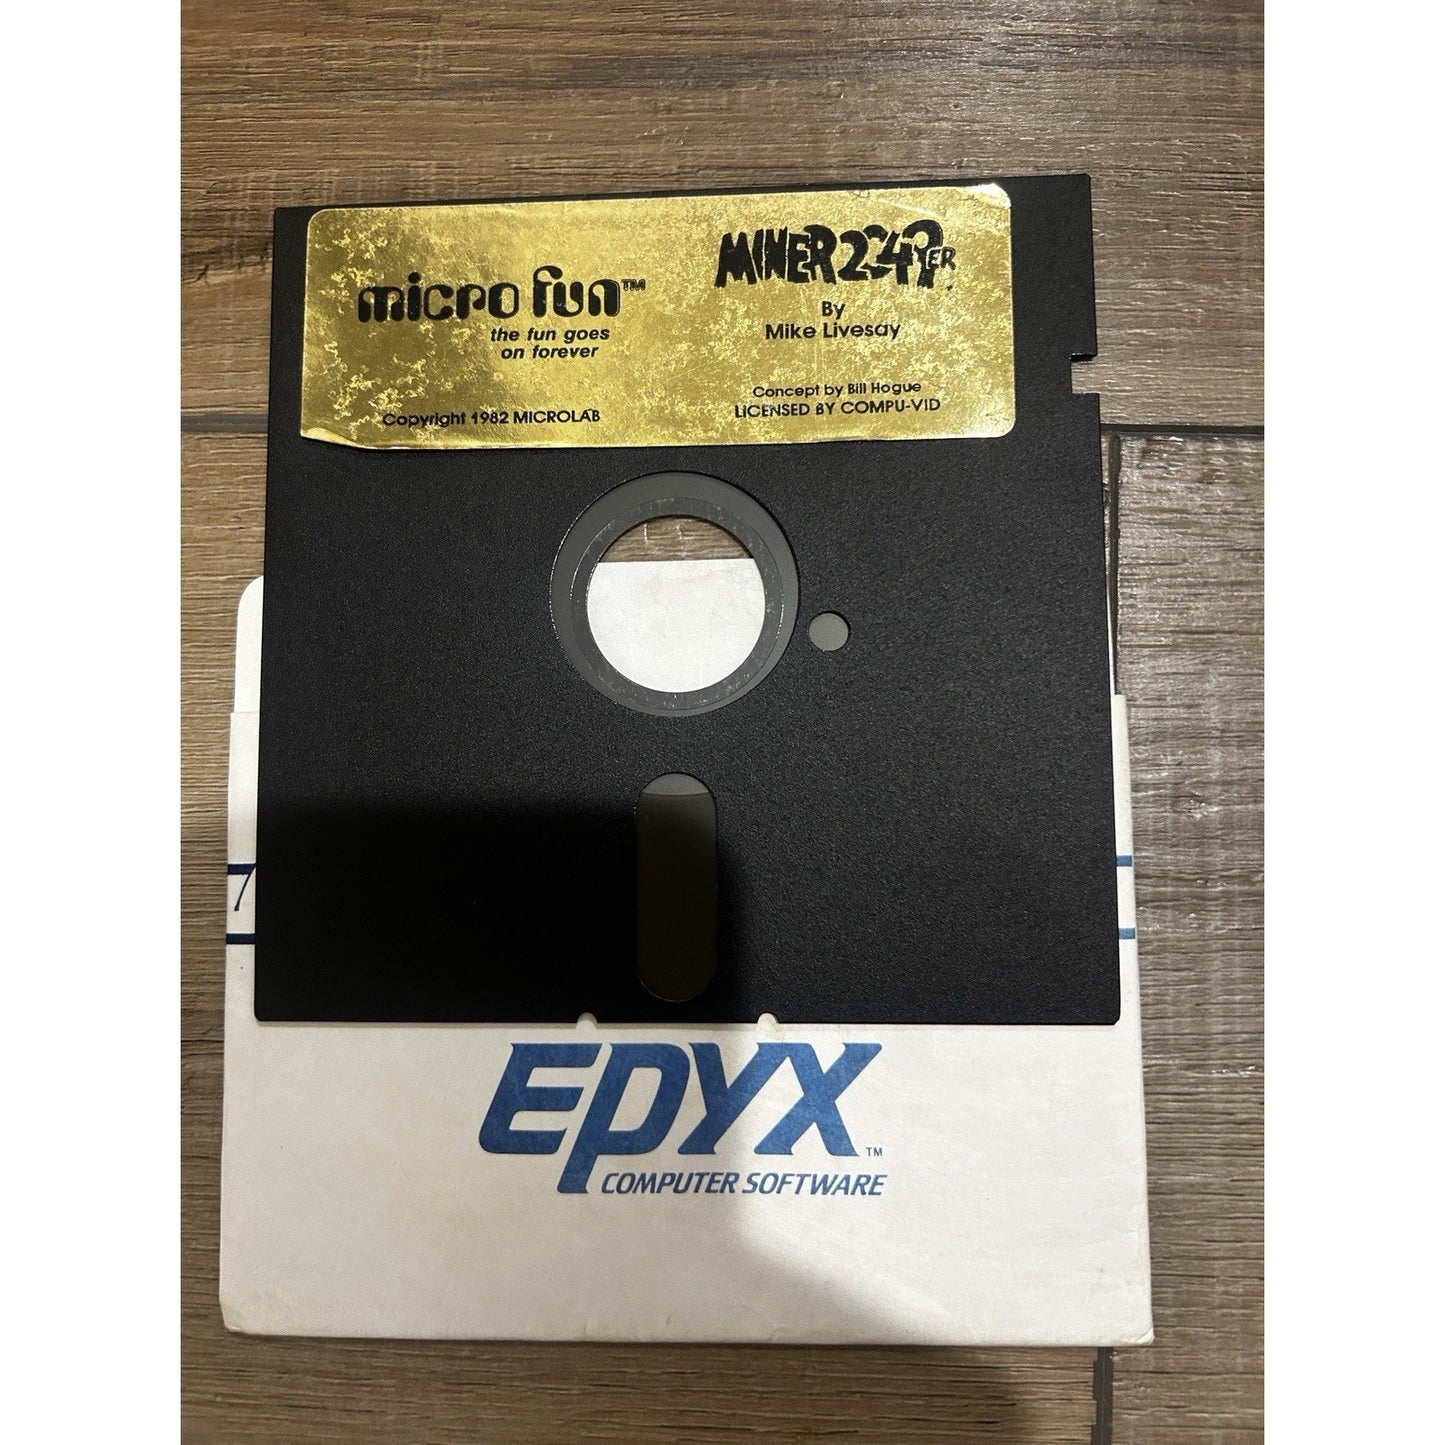 micro fun™
the fun goes
on forever
Copyright 1982 MICROLAB
MINER 2049ER
By
Mike Livesay
Concept by Bill Hogue
LICENSED BY COMPU-VID
7
EPYX™
COMPUTER SOFTWARE